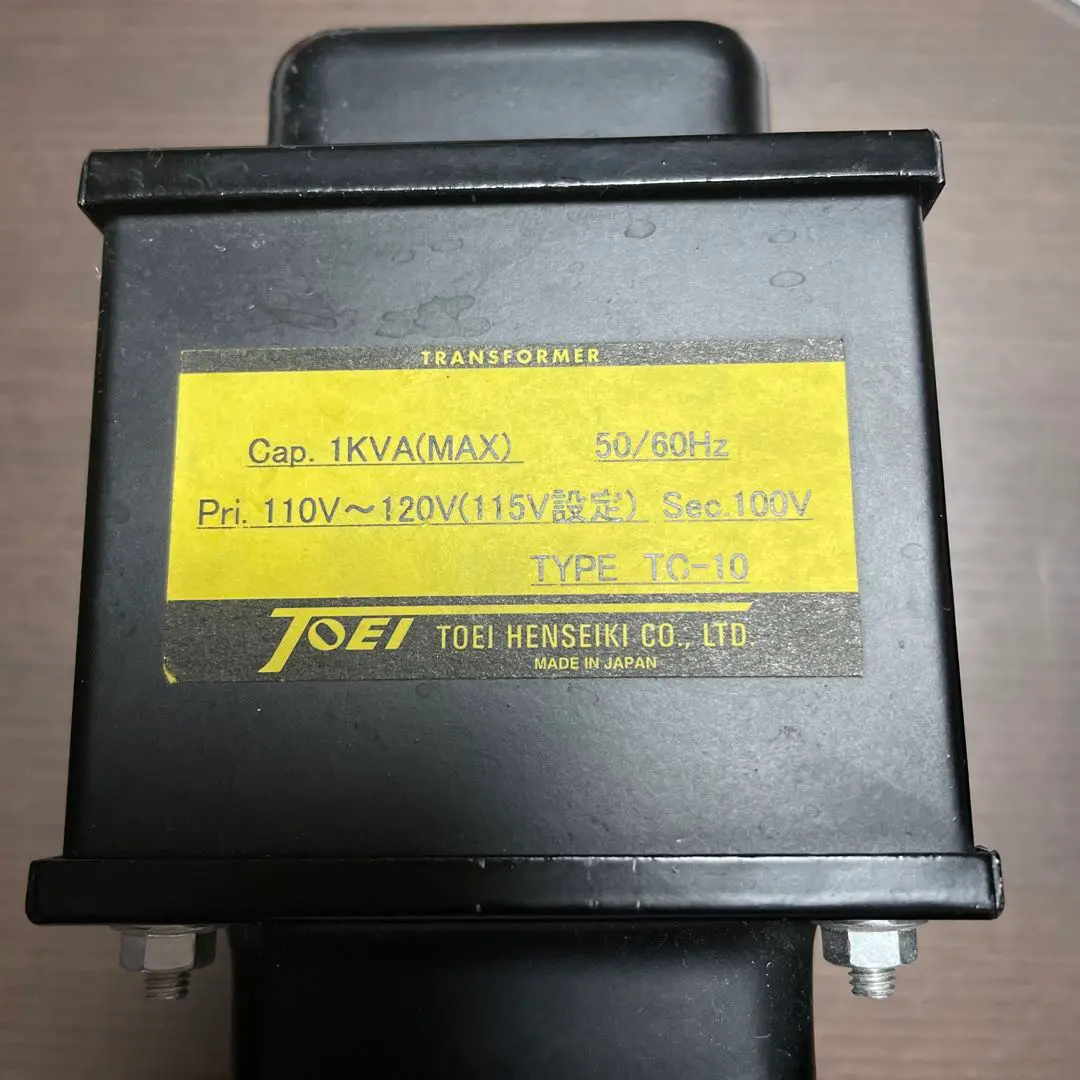 TRANSFORMER
Cap. 1KVA(MAX) 50/60Hz
Pri. 110V～120V(115V設定) Sec.100V
TYPE TC-10
TOEI TOEI HENSEIKI CO., LTD.
MADE IN JAPAN